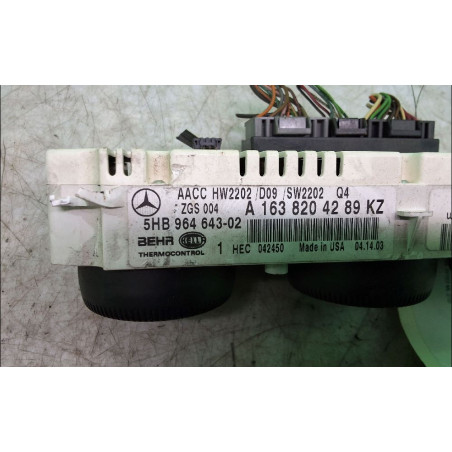 AACC HW2202 /D09 /SW2202 Q4
ZGS 004 A 163 820 42 89 KZ
5HB 964 643-02
BEHR HELLA 1 HEC 042450 Made in USA 04.14.03
THERMOCONTROL